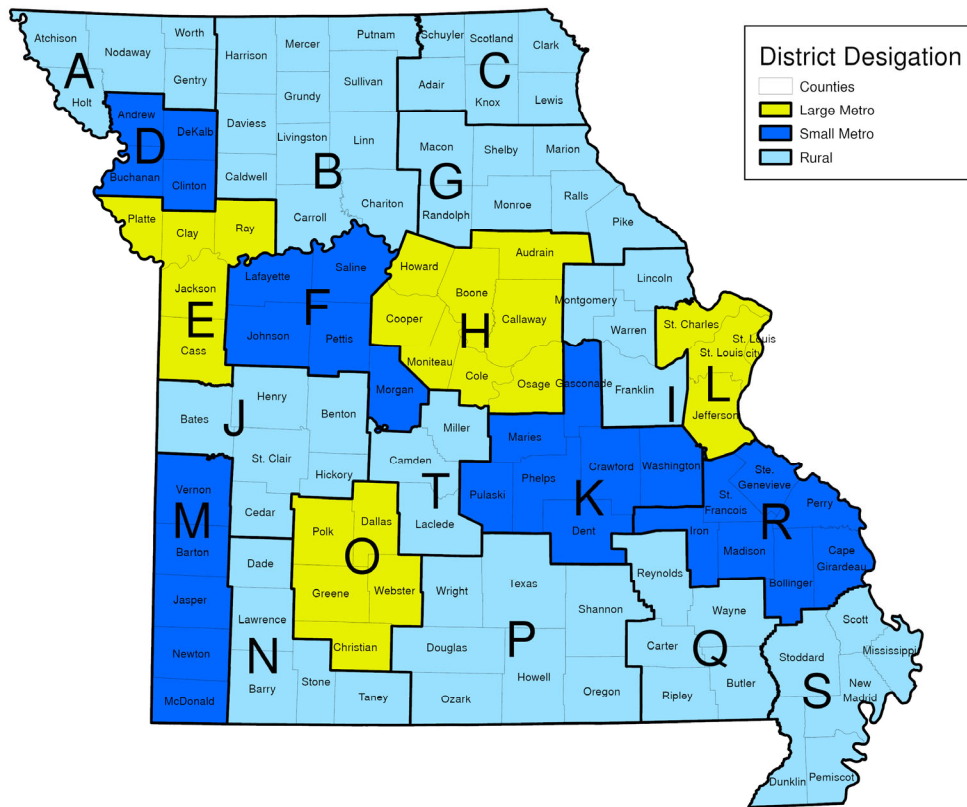 District Desigation
Counties
Large Metro
Small Metro
Rural
Atchison
Nodaway
Worth
Gentry
Holt
A
Harrison
Mercer
Putnam
Sullivan
Grundy
Daviess
Livingston
Linn
Caldwell
B
Carroll
Chariton
Schuyler
Scotland
Clark
Adair
C
Knox
Lewis
Andrew
DeKalb
D
Buchanan
Clinton
Macon
Shelby
Marion
G
Randolph
Monroe
Ralls
Pike
Platte
Clay
Ray
Jackson
E
Cass
Lafayette
Saline
F
Johnson
Pettis
Morgan
Howard
Audrain
Boone
Cooper
Callaway
H
Moniteau
Cole
Osage
Lincoln
Montgomery
Warren
Franklin
I
St. Charles
St. Louis
city
St. Louis
L
Jefferson
Henry
Bates
J
Benton
St. Clair
Hickory
Cedar
Miller
Camden
T
Laclede
Gasconade
Maries
Phelps
Crawford
Washington
Pulaski
K
Dent
Ste.
Genevieve
St.
Francois
Perry
R
Iron
Madison
Cape
Girardeau
Bollinger
Vernon
M
Barton
Jasper
Newton
McDonald
Polk
Dallas
O
Greene
Webster
Christian
Dade
Lawrence
N
Barry
Stone
Taney
Wright
Texas
Shannon
Douglas
P
Howell
Ozark
Oregon
Reynolds
Wayne
Carter
Q
Ripley
Butler
Scott
Stoddard
Mississippi
S
New
Madrid
Dunklin
Pemiscot